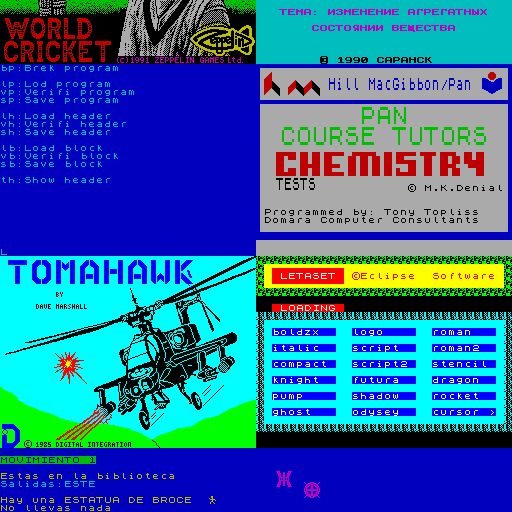 WORLD
CRICKET
(c)1991 ZEPPELIN GAMES Ltd.
bp:Brek program
lp:Lod program
vp:Verifi program
sp:Save program
lh:Load header
vh:Verifi header
sh:Save header
lb:Load block
vb:Verifi block
sb:Save block
th:Show header
L
ТЕМА: ИЗМЕНЕНИЕ АГРЕГАТНЫХ
СОСТОЯНИИ ВЕЩЕСТВА
© 1990 САРАНСК
Hill MacGibbon/Pan
PAN
COURSE TUTORS
CHEMISTRY
TESTS
© M.K.Denial
Programmed by: Tony Topliss
Domara Computer Consultants
TOMAHAWK
BY
DAVE MARSHALL
D
© 1985 DIGITAL INTEGRATION
LETASET ©Eclipse Software
LOADING
boldzx logo roman
italic script roman2
compact script2 stencil
knight futura dragon
pump shadow rocket
ghost odysey cursor >
MOVIMIENTO 1
Estas en la biblioteca
Salidas:ESTE
Hay una ESTATUA DE BROCE
No llevas nada
Ж